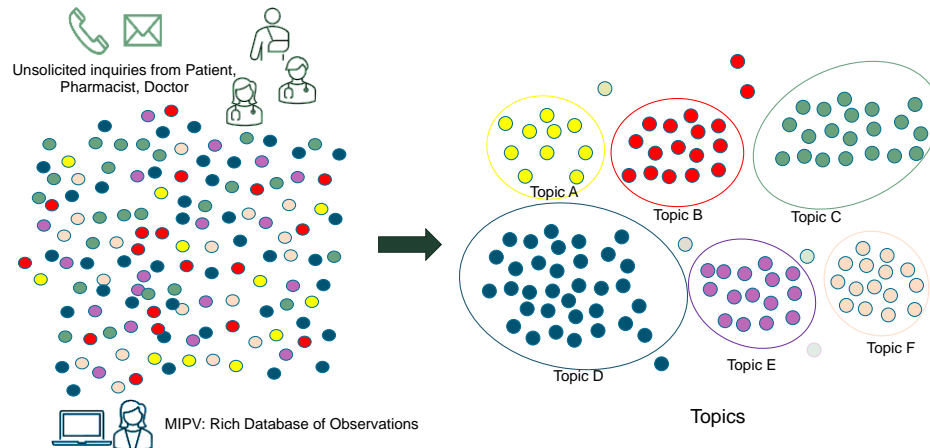 Unsolicited inquiries from Patient,
Pharmacist, Doctor
MIPV: Rich Database of Observations
Topic A
Topic B
Topic C
Topic D
Topic E
Topic F
Topics